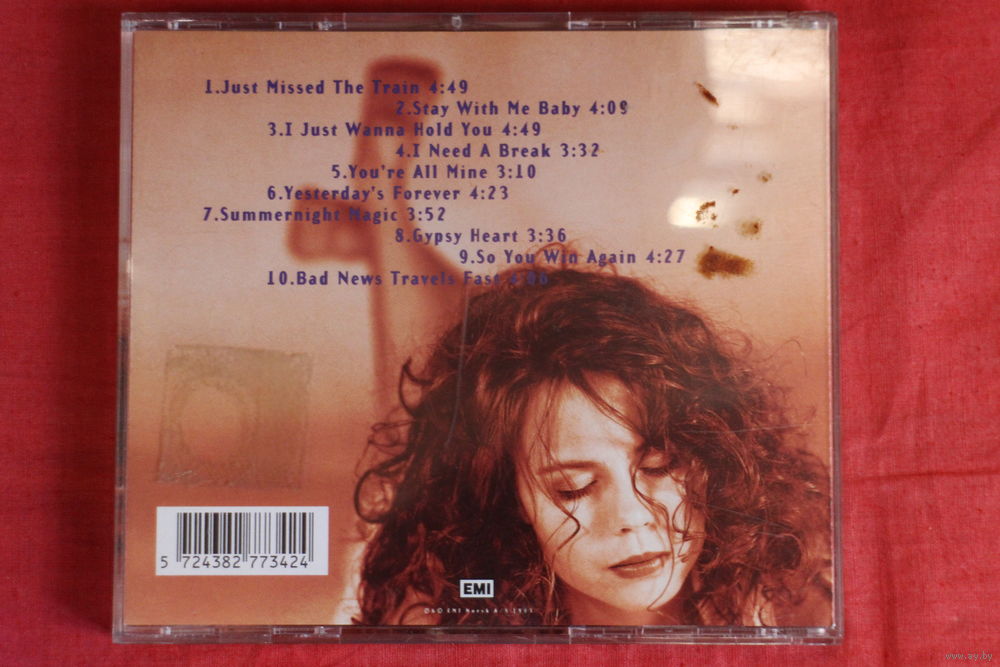 1.Just Missed The Train 4:49
2.Stay With Me Baby 4:09
3.I Just Wanna Hold You 4:49
4.I Need A Break 3:32
5.You're All Mine 3:10
6.Yesterday's Forever 4:23
7.Summernight Magic 3:52
8.Gypsy Heart 3:36
9.So You Win Again 4:27
10.Bad News Travels Fast
5 724382 773424
EMI
EMI Norsk A/S
www.ay.by